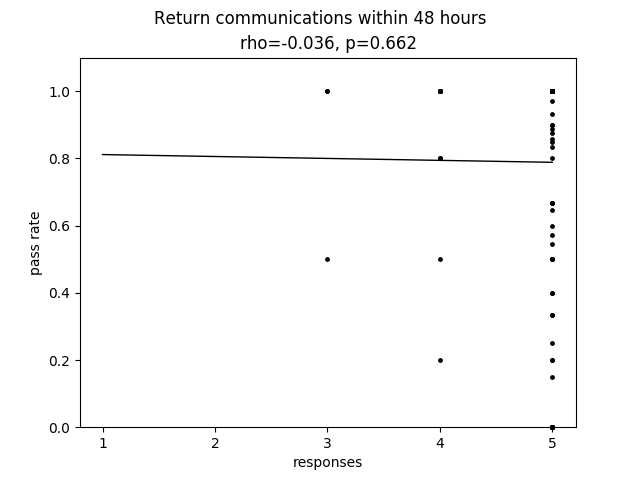 Return communications within 48 hours
rho=-0.036, p=0.662
1.0
0.8
0.6
0.4
0.2
0.0
pass rate
1 2 3 4 5
responses